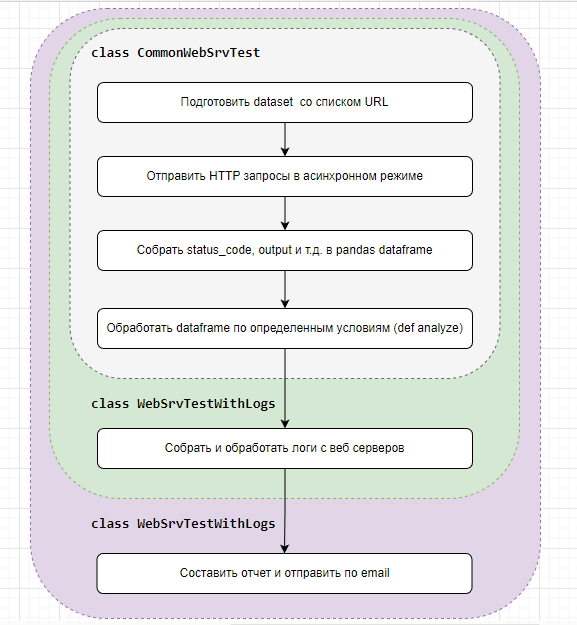 class CommonWebSrvTest
Подготовить dataset со списком URL
Отправить HTTP запросы в асинхронном режиме
Собрать status_code, output и т.д. в pandas dataframe
Обработать dataframe по определенным условиям (def analyze)
class WebSrvTestWithLogs
Собрать и обработать логи с веб серверов
class WebSrvTestWithLogs
Составить отчет и отправить по email